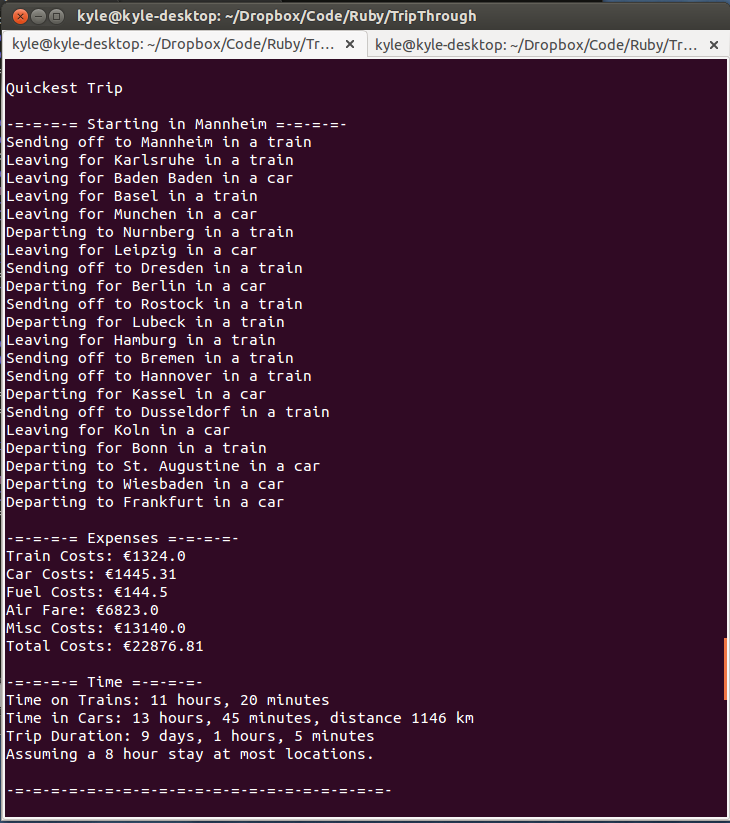 kyle@kyle-desktop: ~/Dropbox/Code/Ruby/TripThrough
kyle@kyle-desktop: ~/Dropbox/Code/Ruby/Tr... × kyle@kyle-desktop: ~/Dropbox/Code/Ruby/Tr... ×
Quickest Trip
-=-=-=-= Starting in Mannheim =-=-=-=-
Sending off to Mannheim in a train
Leaving for Karlsruhe in a train
Leaving for Baden Baden in a car
Leaving for Basel in a train
Leaving for Munchen in a car
Departing to Nurnberg in a train
Leaving for Leipzig in a car
Sending off to Dresden in a train
Departing for Berlin in a car
Sending off to Rostock in a train
Departing for Lubeck in a train
Leaving for Hamburg in a train
Sending off to Bremen in a train
Sending off to Hannover in a train
Departing for Kassel in a car
Sending off to Dusseldorf in a train
Leaving for Koln in a car
Departing for Bonn in a train
Departing to St. Augustine in a car
Departing to Wiesbaden in a car
Departing to Frankfurt in a car
-=-=-=-= Expenses =-=-=-=-
Train Costs: €1324.0
Car Costs: €1445.31
Fuel Costs: €144.5
Air Fare: €6823.0
Misc Costs: €13140.0
Total Costs: €22876.81
-=-=-=-= Time =-=-=-=-
Time on Trains: 11 hours, 20 minutes
Time in Cars: 13 hours, 45 minutes, distance 1146 km
Trip Duration: 9 days, 1 hours, 5 minutes
Assuming a 8 hour stay at most locations.
-=-=-=-=-=-=-=-=-=-=-=-=-=-=-=-=-=-=-=-=-=-